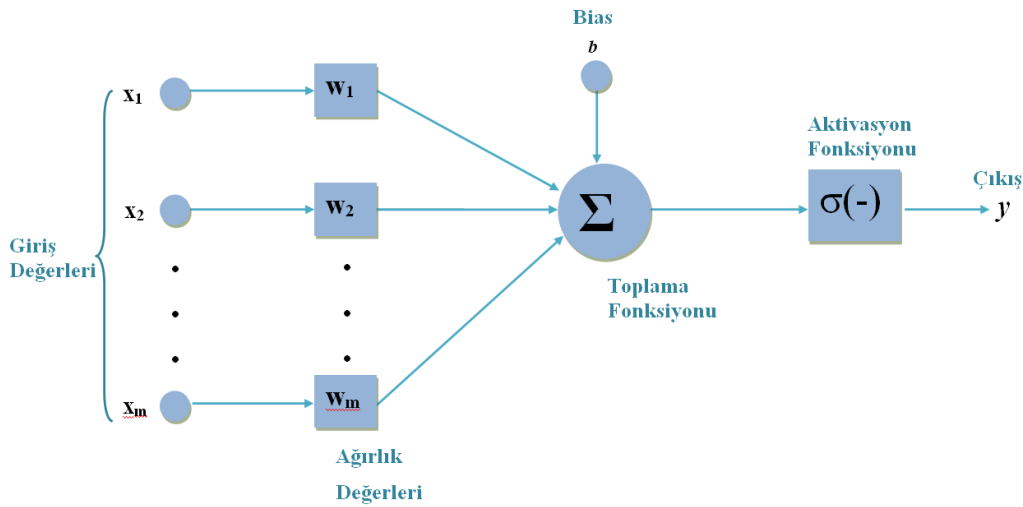 Bias
b
x₁
w₁
Aktivasyon
Fonksiyonu
Çıkış
x₂
w₂
Σ
σ(-)
y
Giriş
Değerleri
Toplama
Fonksiyonu
xₘ
wₘ
Ağırlık
Değerleri